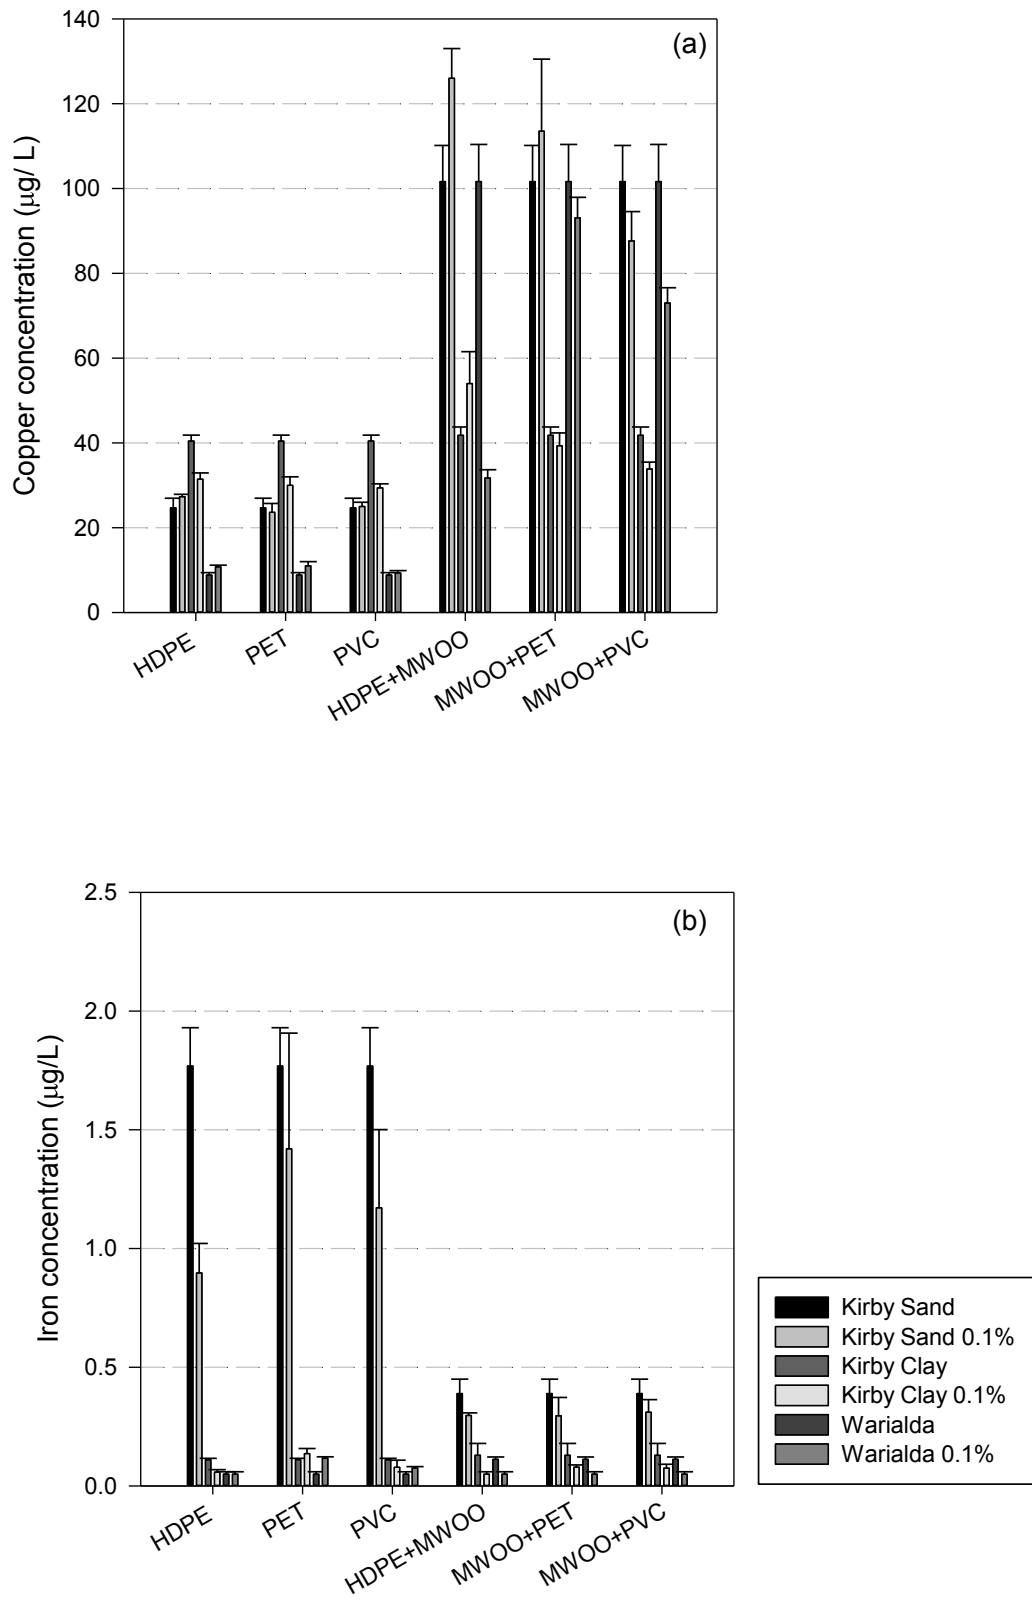 (a)
Copper concentration (μg/ L)
140
120
100
80
60
40
20
0
HDPE
PET
PVC
HDPE+MWOO
MWOO+PET
MWOO+PVC
(b)
Iron concentration (μg/L)
2.5
2.0
1.5
1.0
0.5
0.0
HDPE
PET
PVC
HDPE+MWOO
MWOO+PET
MWOO+PVC
Kirby Sand
Kirby Sand 0.1%
Kirby Clay
Kirby Clay 0.1%
Warialda
Warialda 0.1%